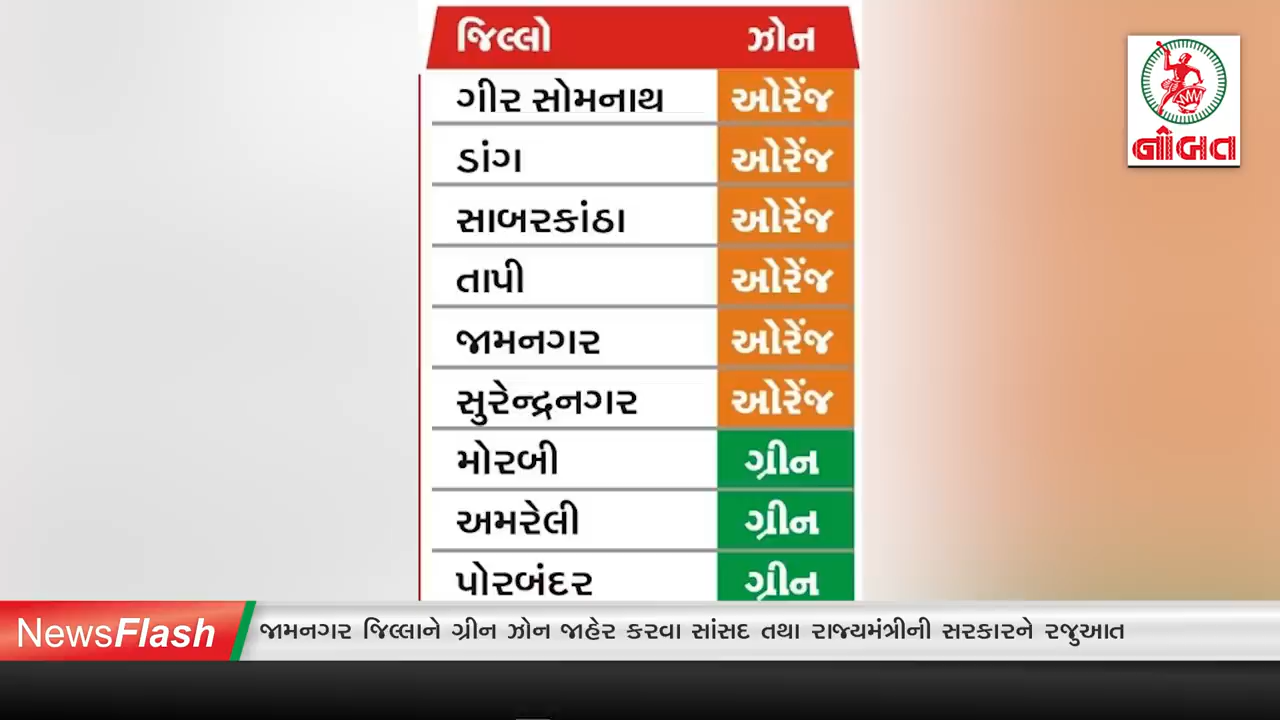 જિલ્લો ઝોન
ગીર સોમનાથ ઓરેંજ
ડાંગ ઓરેંજ
સાબરકાંઠા ઓરેંજ
તાપી ઓરેંજ
જામનગર ઓરેંજ
સુરેન્દ્રનગર ઓરેંજ
મોરબી ગ્રીન
અમરેલી ગ્રીન
પોરબંદર ગ્રીન
નોબત
NewsFlash જામનગર જિલ્લાને ગ્રીન ઝોન જાહેર કરવા સાંસદ તથા રાજ્યમંત્રીની સરકારને રજુઆત